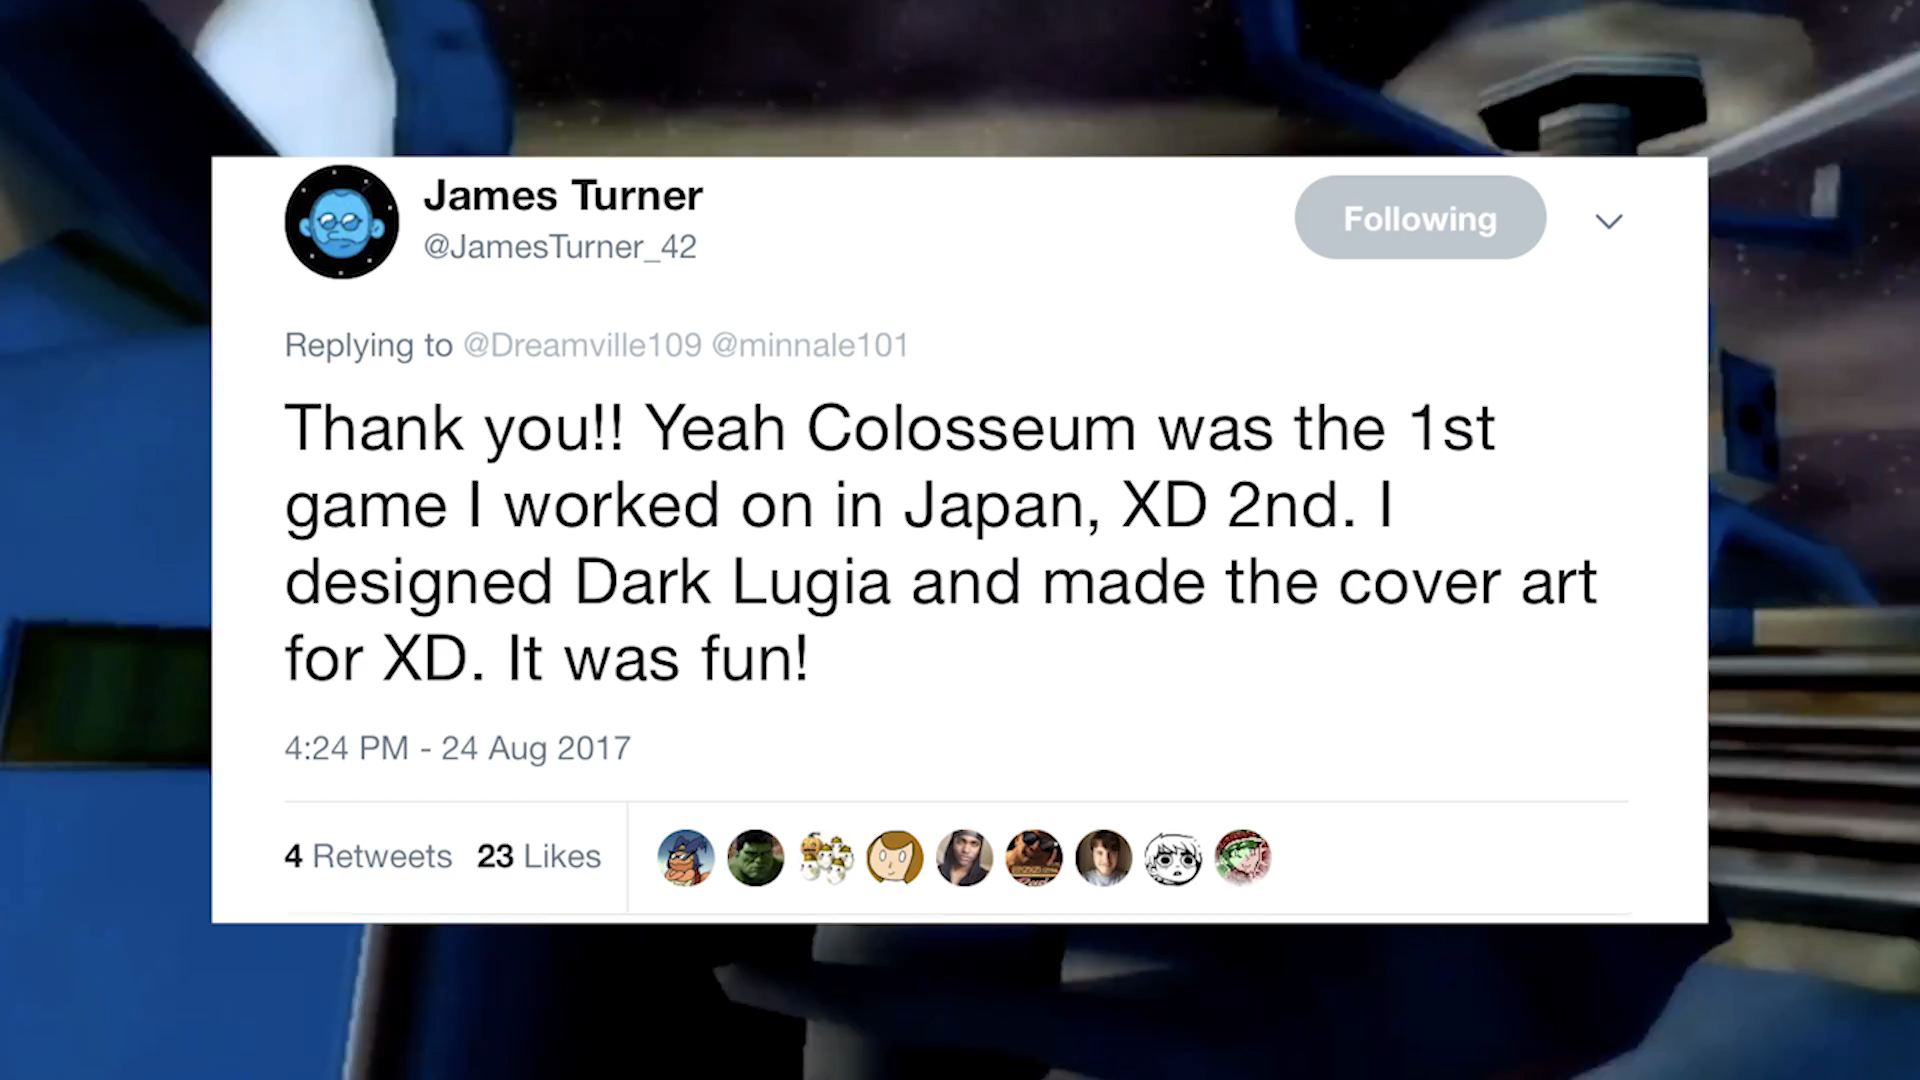 James Turner
@JamesTurner_42
Following
Replying to @Dreamville109 @minnale101
Thank you!! Yeah Colosseum was the 1st
game I worked on in Japan, XD 2nd. I
designed Dark Lugia and made the cover art
for XD. It was fun!
4:24 PM - 24 Aug 2017
4 Retweets 23 Likes